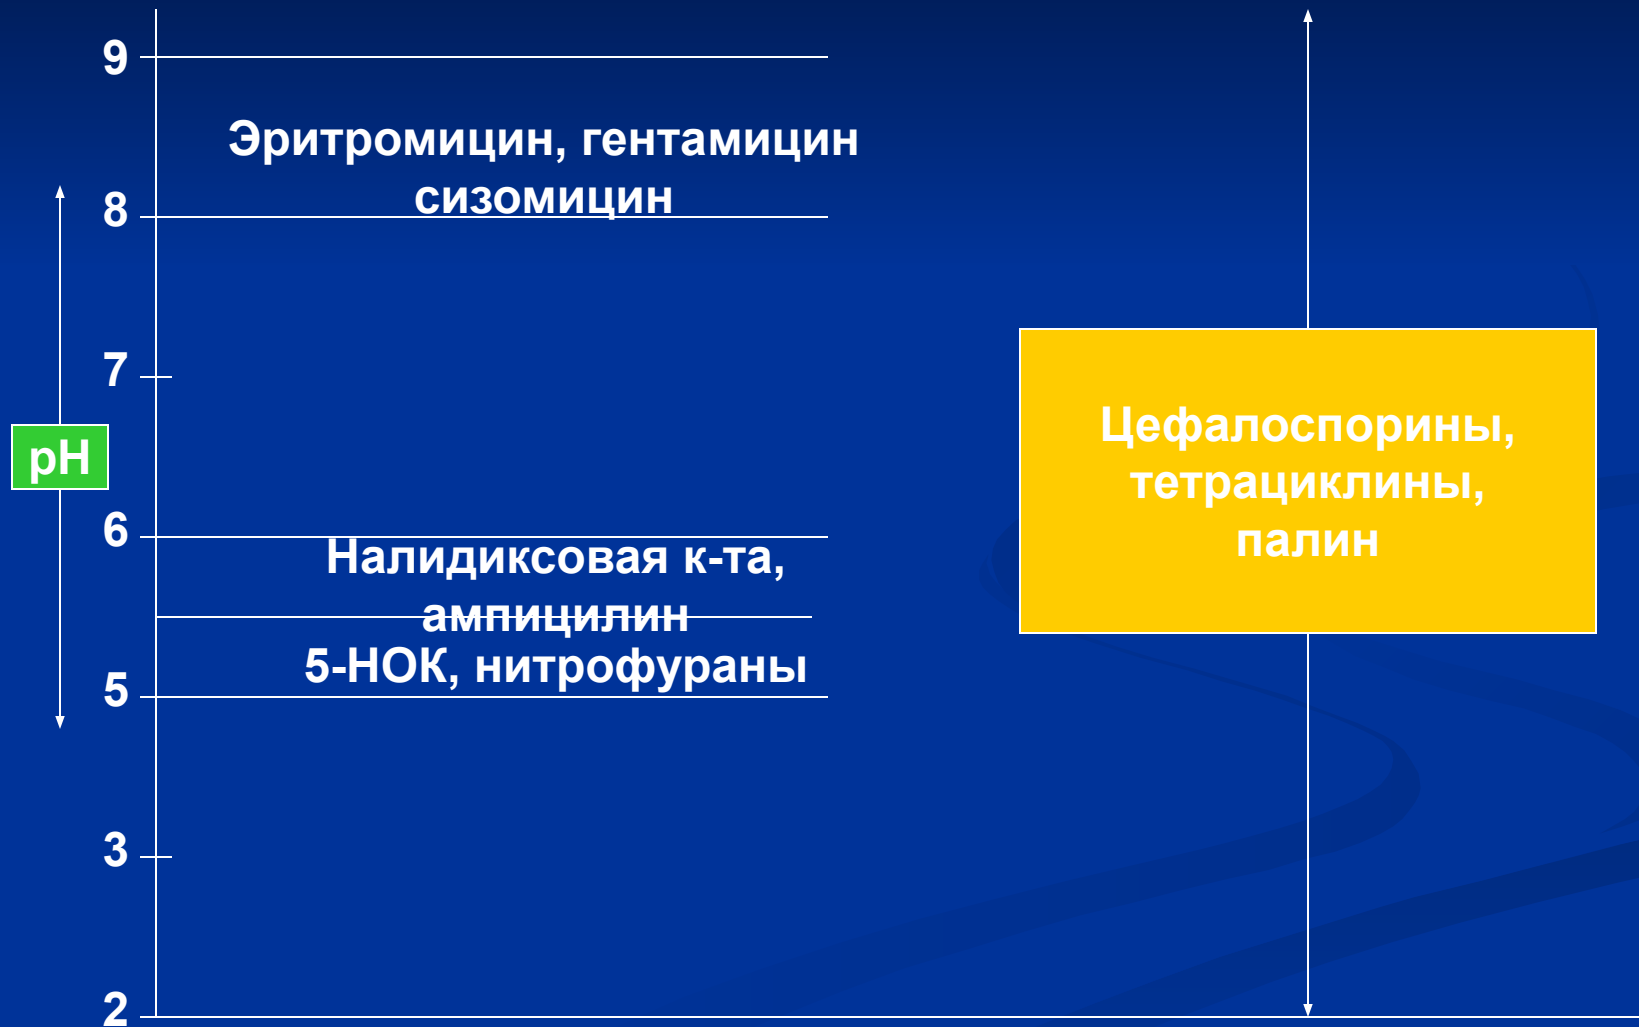 9
Эритромицин, гентамицин
сизомицин
8
7
Цефалоспорины,
тетрациклины,
палин
pH
6
Налидиксовая к-та,
ампицилин
5-НОК, нитрофураны
5
3
2